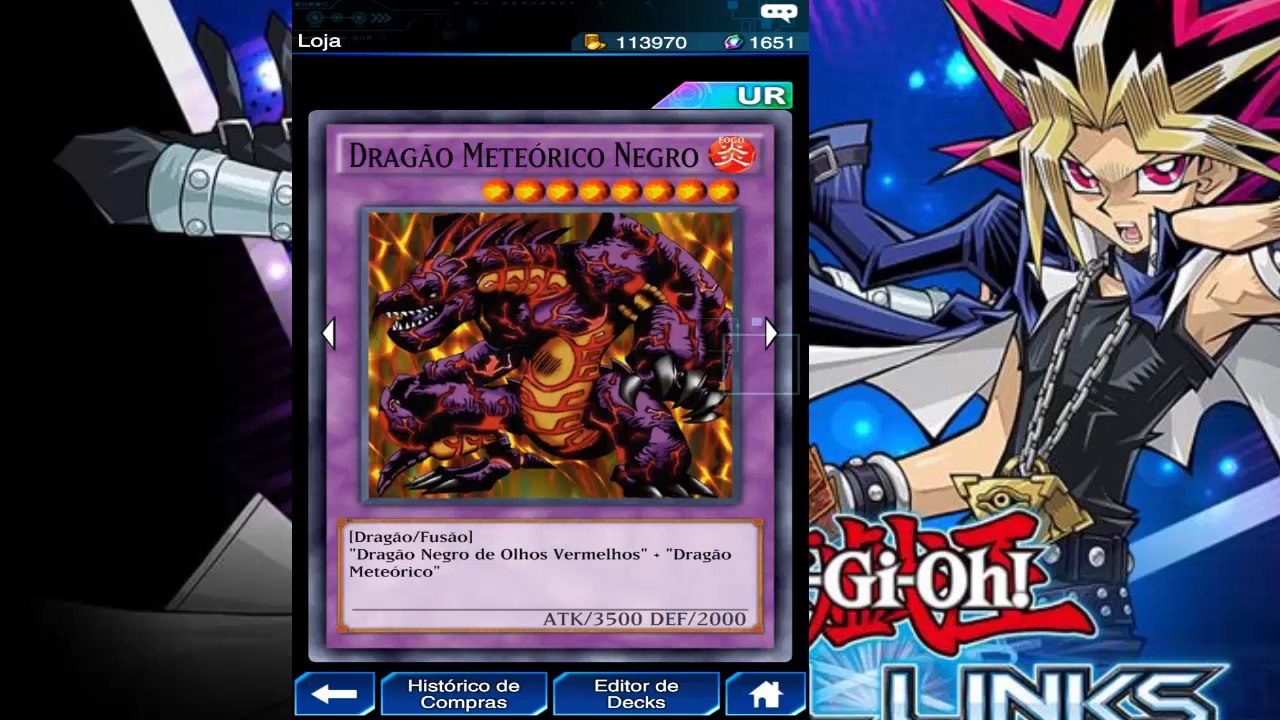 Loja
113970
1651
UR
DRAGÃO METEÓRICO NEGRO
FOGO
炎
[Dragão/Fusão]
"Dragão Negro de Olhos Vermelhos" + "Dragão
Meteórico"
ATK/3500 DEF/2000
Histórico de
Compras
Editor de
Decks
-Gi-Oh!
LINKS